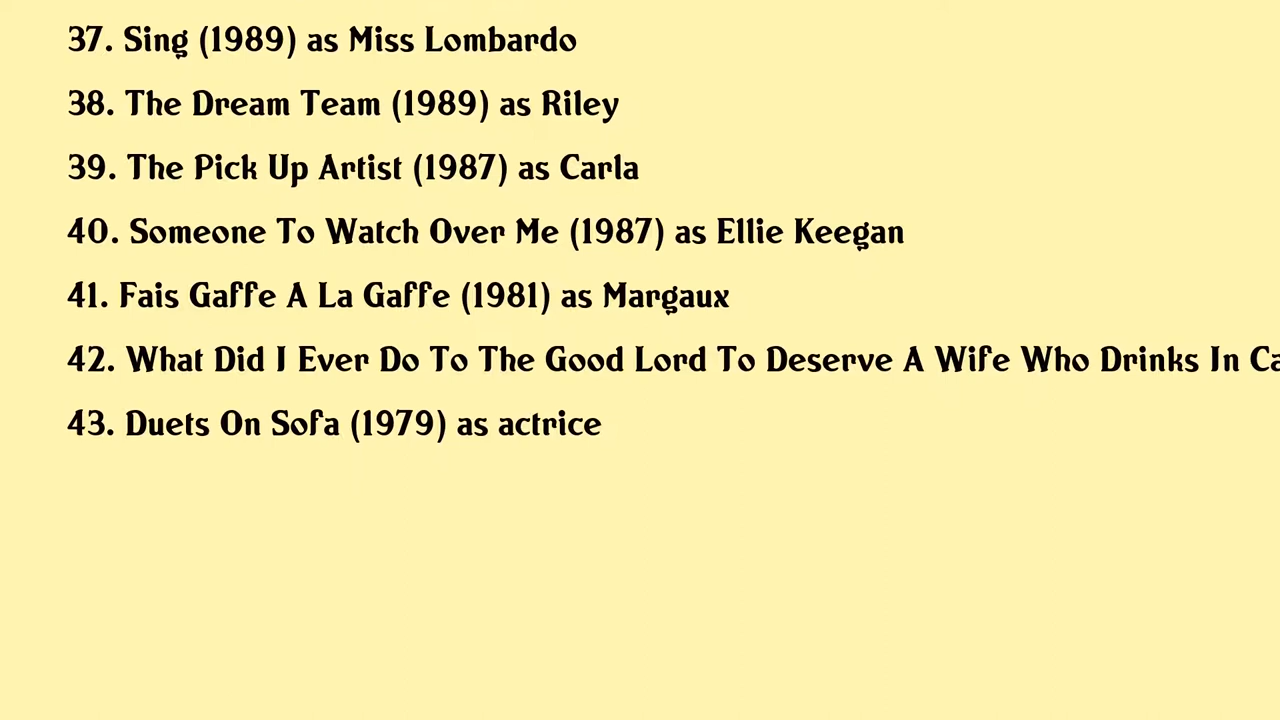 37. Sing (1989) as Miss Lombardo
38. The Dream Team (1989) as Riley
39. The Pick Up Artist (1987) as Carla
40. Someone To Watch Over Me (1987) as Ellie Keegan
41. Fais Gaffe A La Gaffe (1981) as Margaux
42. What Did I Ever Do To The Good Lord To Deserve A Wife Who Drinks In
43. Duets On Sofa (1979) as actrice